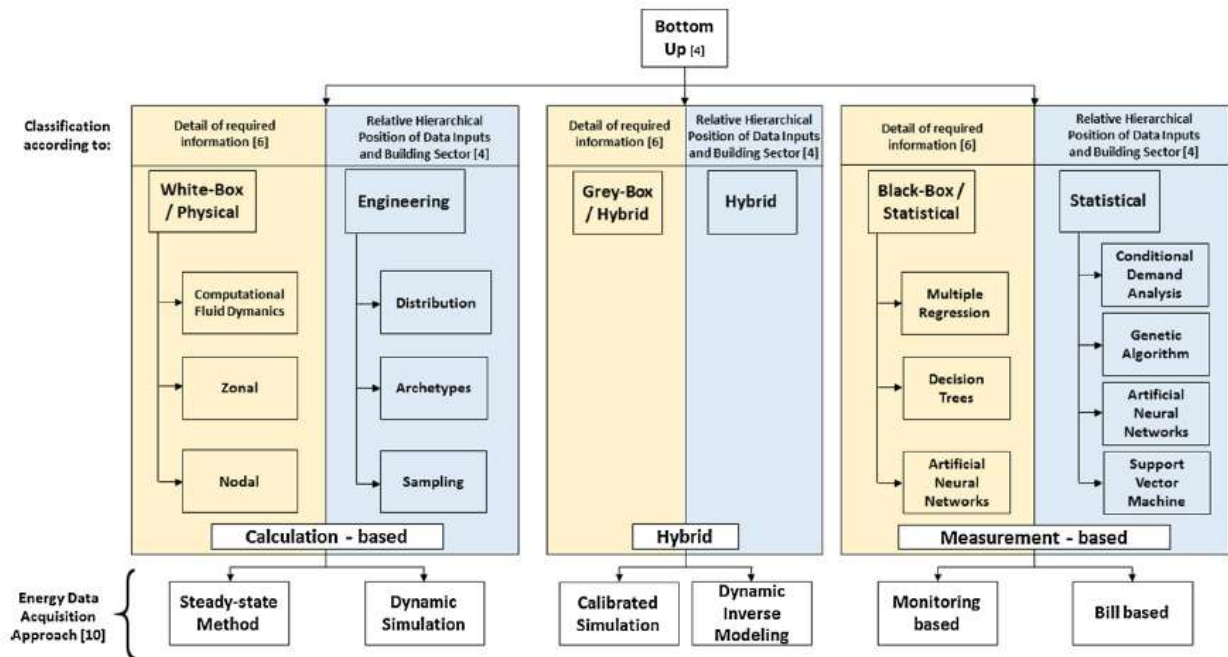 Bottom
Up [4]
Classification
according to:
Detail of required
information [6]
Relative Hierarchical
Position of Data Inputs
and Building Sector [4]
White-Box
/ Physical
Engineering
Computational
Fluid Dymanics
Distribution
Zonal
Archetypes
Nodal
Sampling
Calculation - based
Detail of required
information [6]
Relative Hierarchical
Position of Data Inputs
and Building Sector [4]
Grey-Box
/ Hybrid
Hybrid
Hybrid
Detail of required
information [6]
Relative Hierarchical
Position of Data Inputs
and Building Sector [4]
Black-Box /
Statistical
Statistical
Multiple
Regression
Decision
Trees
Artificial
Neural
Networks
Conditional
Demand
Analysis
Genetic
Algorithm
Artificial
Neural
Networks
Support
Vector
Machine
Measurement - based
Energy Data
Acquisition
Approach [10]
Steady-state
Method
Dynamic
Simulation
Calibrated
Simulation
Dynamic
Inverse
Modeling
Monitoring
based
Bill based